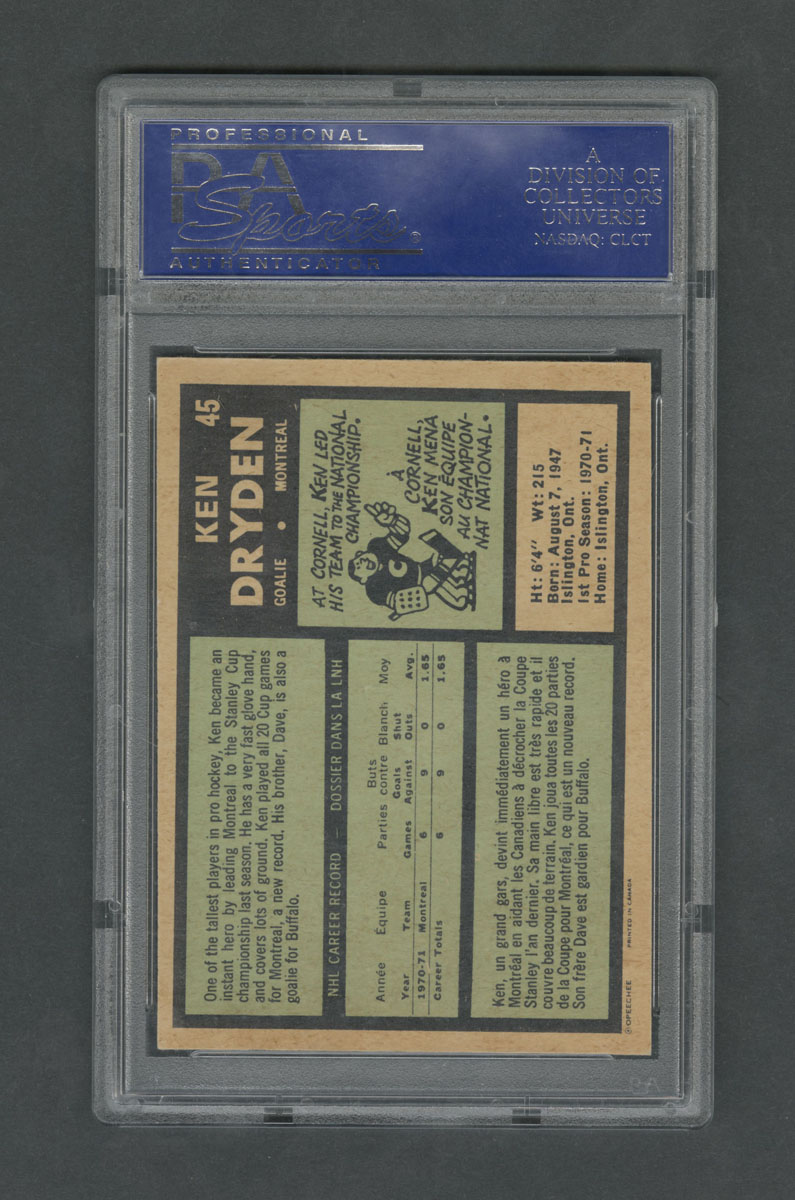 PROFESSIONAL
PSA
Sports®
AUTHENTICATOR
A
DIVISION OF
COLLECTORS
UNIVERSE
NASDAQ: CLCT
KEN 45
DRYDEN
GOALIE • MONTREAL
One of the tallest players in pro hockey, Ken became an
instant hero by leading Montreal to the Stanley Cup
championship last season. He has a very fast glove hand,
and covers lots of ground. Ken played all 20 Cup games
for Montreal, a new record. His brother, Dave, is also a
goalie for Buffalo.
AT CORNELL, KEN LED
HIS TEAM TO THE NATIONAL
CHAMPIONSHIP.
À
CORNELL,
KEN MENA
SON ÉQUIPE
AU CHAMPION-
NAT NATIONAL.
C
NHL CAREER RECORD — DOSSIER DANS LA LNH
Année Équipe Parties Buts contre Blanch Moy
Year Team Games Goals Against Shut Outs Avg.
1970-71 Montreal 6 9 0 1.65
Career Totals 6 9 0 1.65
Ht: 6'4" Wt: 215
Born: August 7, 1947
Islington, Ont.
1st Pro Season: 1970-71
Home: Islington, Ont.
Ken, un grand gars, devint immédiatement un héro à
Montréal en aidant les Canadiens à décrocher la Coupe
Stanley l'an dernier. Sa main libre est très rapide et il
couvre beaucoup de terrain. Ken joua toutes les 20 parties
de la Coupe pour Montréal, ce qui est un nouveau record.
Son frère Dave est gardien pour Buffalo.
©OPEECHEE PRINTED IN CANADA